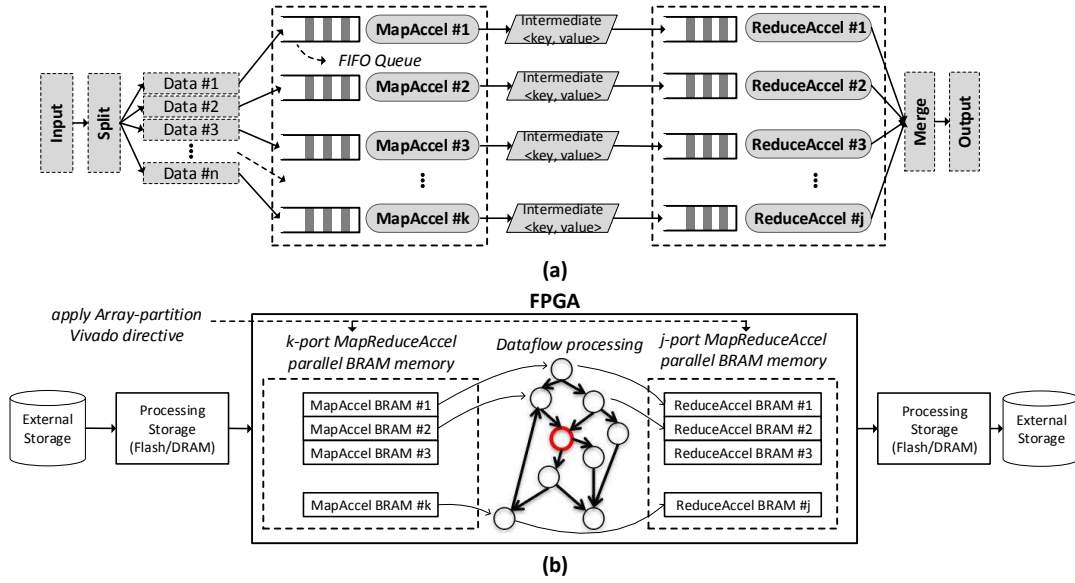 Input
Split
Data #1
Data #2
Data #3
Data #n
FIFO Queue
MapAccel #1
MapAccel #2
MapAccel #3
MapAccel #k
Intermediate
<key, value>
Intermediate
<key, value>
Intermediate
<key, value>
Intermediate
<key, value>
ReduceAccel #1
ReduceAccel #2
ReduceAccel #3
ReduceAccel #j
Merge
Output
(a)
FPGA
apply Array-partition
Vivado directive
k-port MapReduceAccel
parallel BRAM memory
Dataflow processing
j-port MapReduceAccel
parallel BRAM memory
External
Storage
Processing
Storage
(Flash/DRAM)
MapAccel BRAM #1
MapAccel BRAM #2
MapAccel BRAM #3
MapAccel BRAM #k
ReduceAccel BRAM #1
ReduceAccel BRAM #2
ReduceAccel BRAM #3
ReduceAccel BRAM #j
Processing
Storage
(Flash/DRAM)
External
Storage
(b)